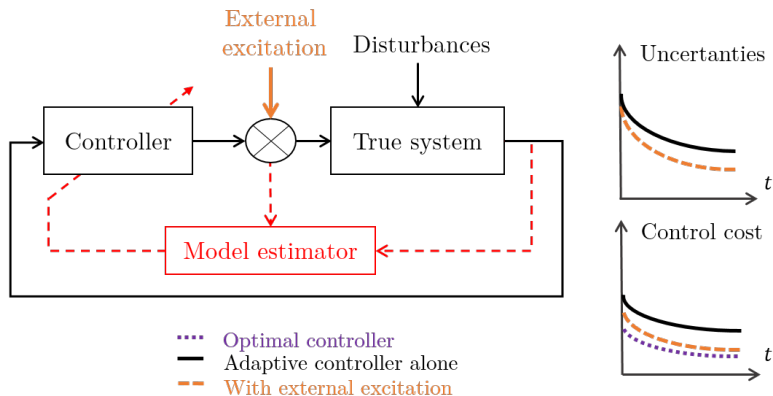 External
excitation
Disturbances
Controller
True system
Model estimator
Uncertanties
t
Control cost
t
Optimal controller
Adaptive controller alone
With external excitation